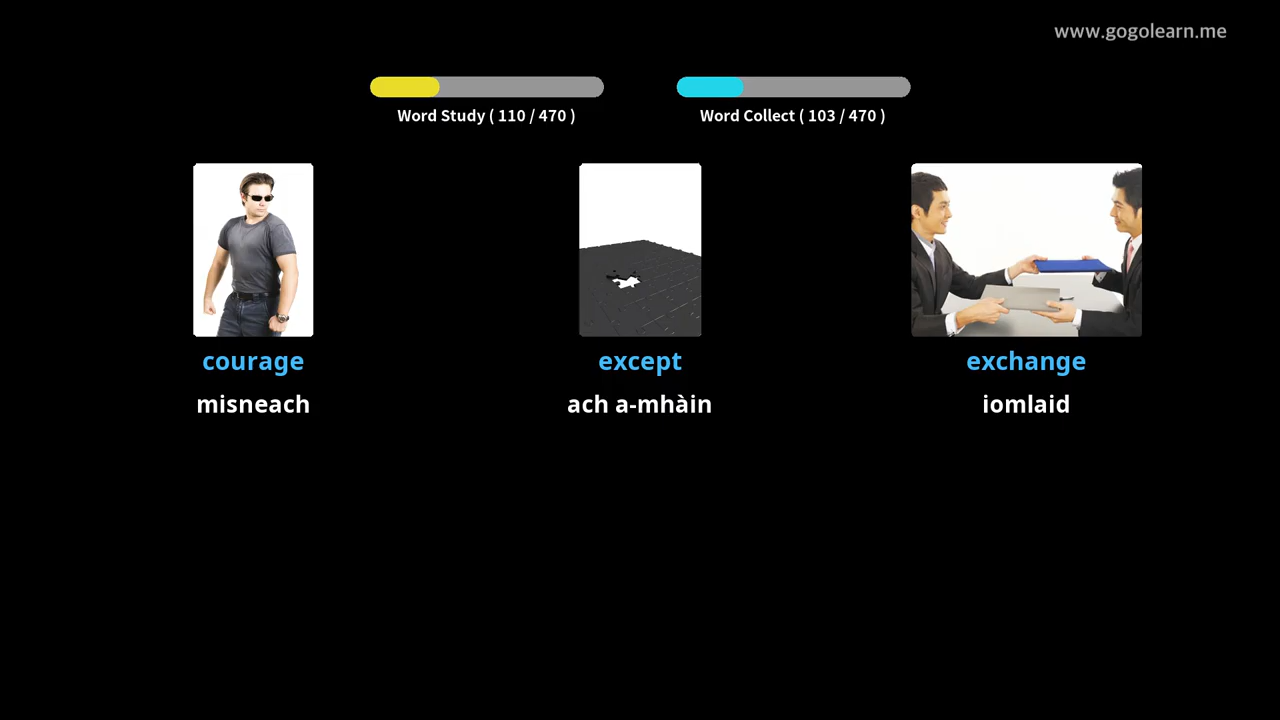 www.gogolearn.me
Word Study ( 110 / 470 )
Word Collect ( 103 / 470 )
courage
except
exchange
misneach
ach a-mhàin
iomlaid